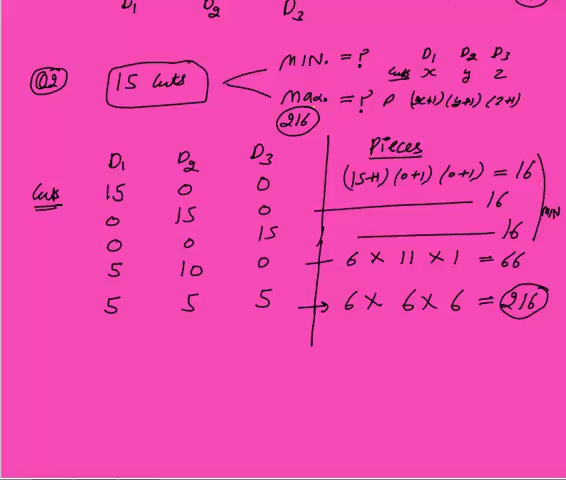 D1 D2 D3
Q2 15 Cuts MIN. = ? D1 D2 D3
Cuts x y z
Max. = ? P (x+1) (y+1) (z+1)
216
D1 D2 D3 Pieces
Cuts 15 0 0 (15+1) (0+1) (0+1) = 16
0 15 0 16
0 0 15 16 MIN
5 10 0 6 × 11 × 1 = 66
5 5 5 → 6 × 6 × 6 = 216